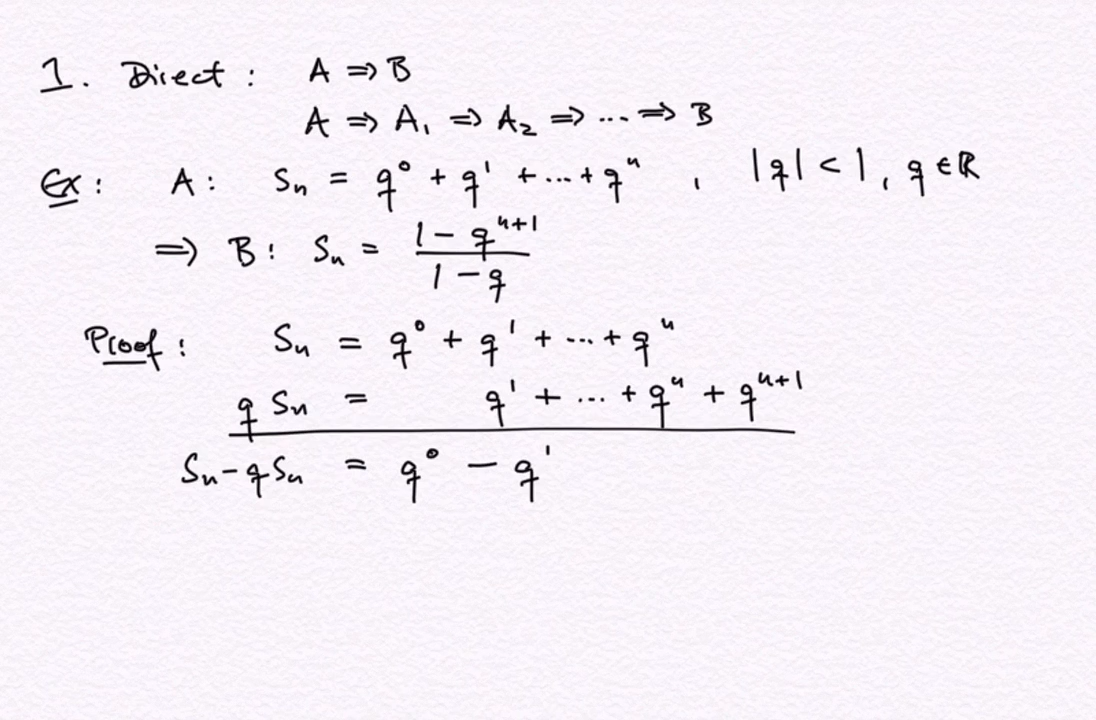 1. Direct: A ⇒ B
A ⇒ A₁ ⇒ A₂ ⇒ ... ⇒ B
Ex: A: Sₙ = q⁰ + q¹ + ... + qⁿ, |q| < 1, q ∈ ℝ
⇒ B: Sₙ = (1 - qⁿ⁺¹)/(1 - q)
Proof: Sₙ = q⁰ + q¹ + ... + qⁿ
q Sₙ = q¹ + ... + qⁿ + qⁿ⁺¹
Sₙ - q Sₙ = q⁰ - q¹